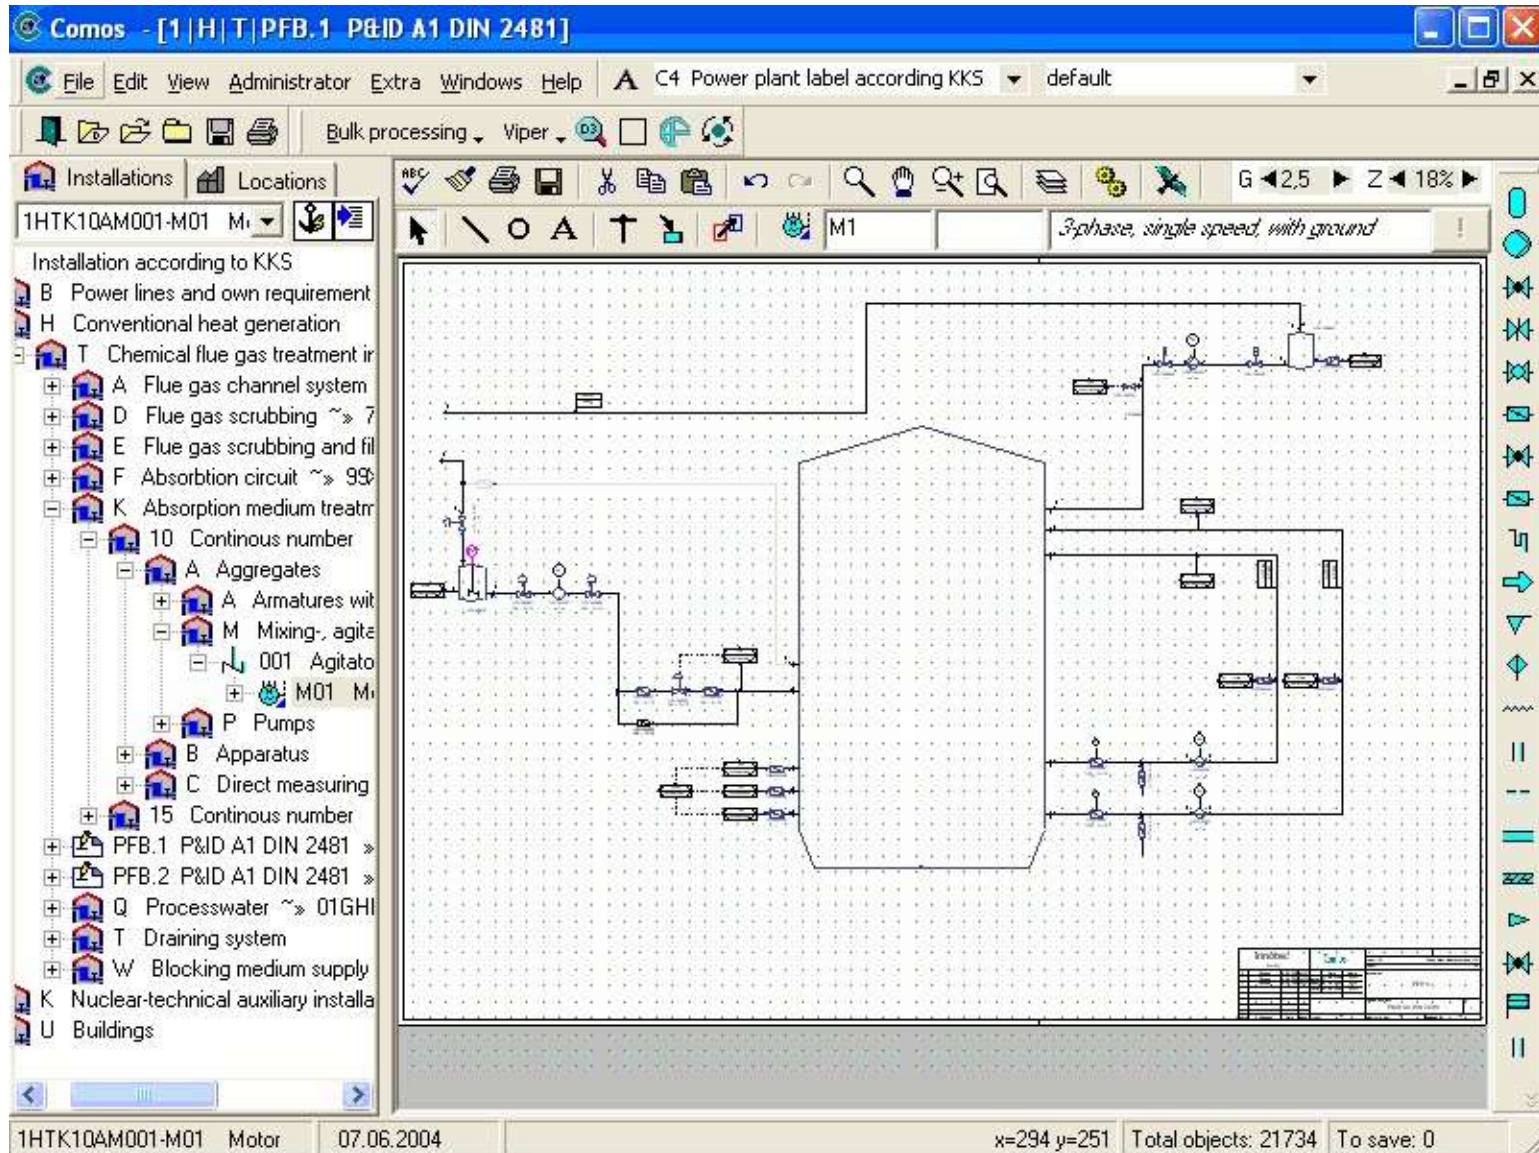 Comos - [1|H|T|PFB.1 P&ID A1 DIN 2481]
File Edit View Administrator Extra Windows Help A C4 Power plant label according KKS default
Bulk processing Viper D3
Installations Locations
ABC G 2,5 Z 18%
1HTK10AM001-M01
A M1 3-phase, single speed, with ground !
Installation according to KKS
B Power lines and own requirement
H Conventional heat generation
T Chemical flue gas treatment ir
A Flue gas channel system
D Flue gas scrubbing ~» 7
E Flue gas scrubbing and fil
F Absorbtion circuit ~» 99
K Absorption medium treatm
10 Continous number
A Aggregates
A Armatures wit
M Mixing-, agita
001 Agitato
M01 M
P Pumps
B Apparatus
C Direct measuring
15 Continous number
PFB.1 P&ID A1 DIN 2481 »
PFB.2 P&ID A1 DIN 2481 »
Q Processwater ~» 01GHI
T Draining system
W Blocking medium supply
K Nuclear-technical auxiliary installa
U Buildings
1HTK10AM001-M01 Motor 07.06.2004 x=294 y=251 Total objects: 21734 To save: 0